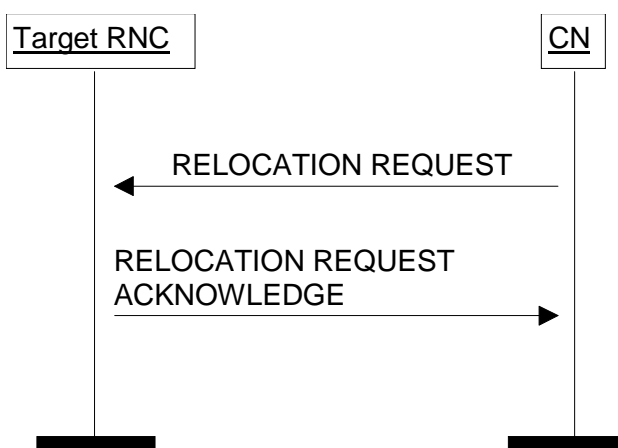 Target RNC
CN
RELOCATION REQUEST
RELOCATION REQUEST
ACKNOWLEDGE